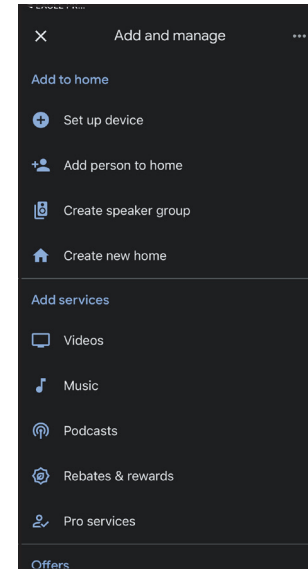 Add and manage
Add to home
Set up device
Add person to home
Create speaker group
Create new home
Add services
Videos
Music
Podcasts
Rebates & rewards
Pro services
Offers